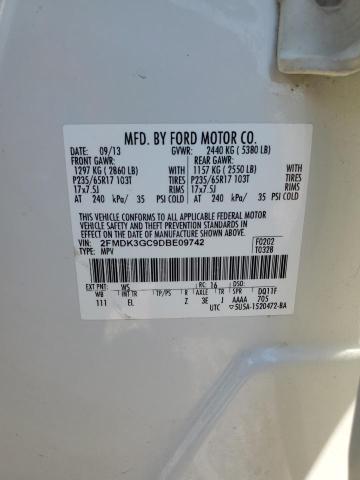 MFD. BY FORD MOTOR CO.
DATE: 09/13 GVWR: 2440 KG (5380 LB)
FRONT GAWR: REAR GAWR:
1297 KG (2860 LB) 1157 KG (2550 LB)
P235/65R17 103T TIRES P235/65R17 103T TIRES
17x7.5J RIMS 17x7.5J RIMS
AT 240 kPa/ 35 PSI COLD AT 240 kPa/ 35 PSI COLD
THIS VEHICLE CONFORMS TO ALL APPLICABLE FEDERAL MOTOR
VEHICLE SAFETY AND THEFT PREVENTION STANDARDS IN EFFECT ON THE DATE OF MANUFACTURE SHOWN ABOVE.
VIN: 2FMDK3GC9DBE09742 F0202
TYPE: MPV T0328
EXT PNT: WS RC: 16 DSO:
WB INT TR TP/PS R AXLE TR SPR DQ11F
111 EL Z 3E J AAAA 705
UTC ▽5U5A-1520472-BA